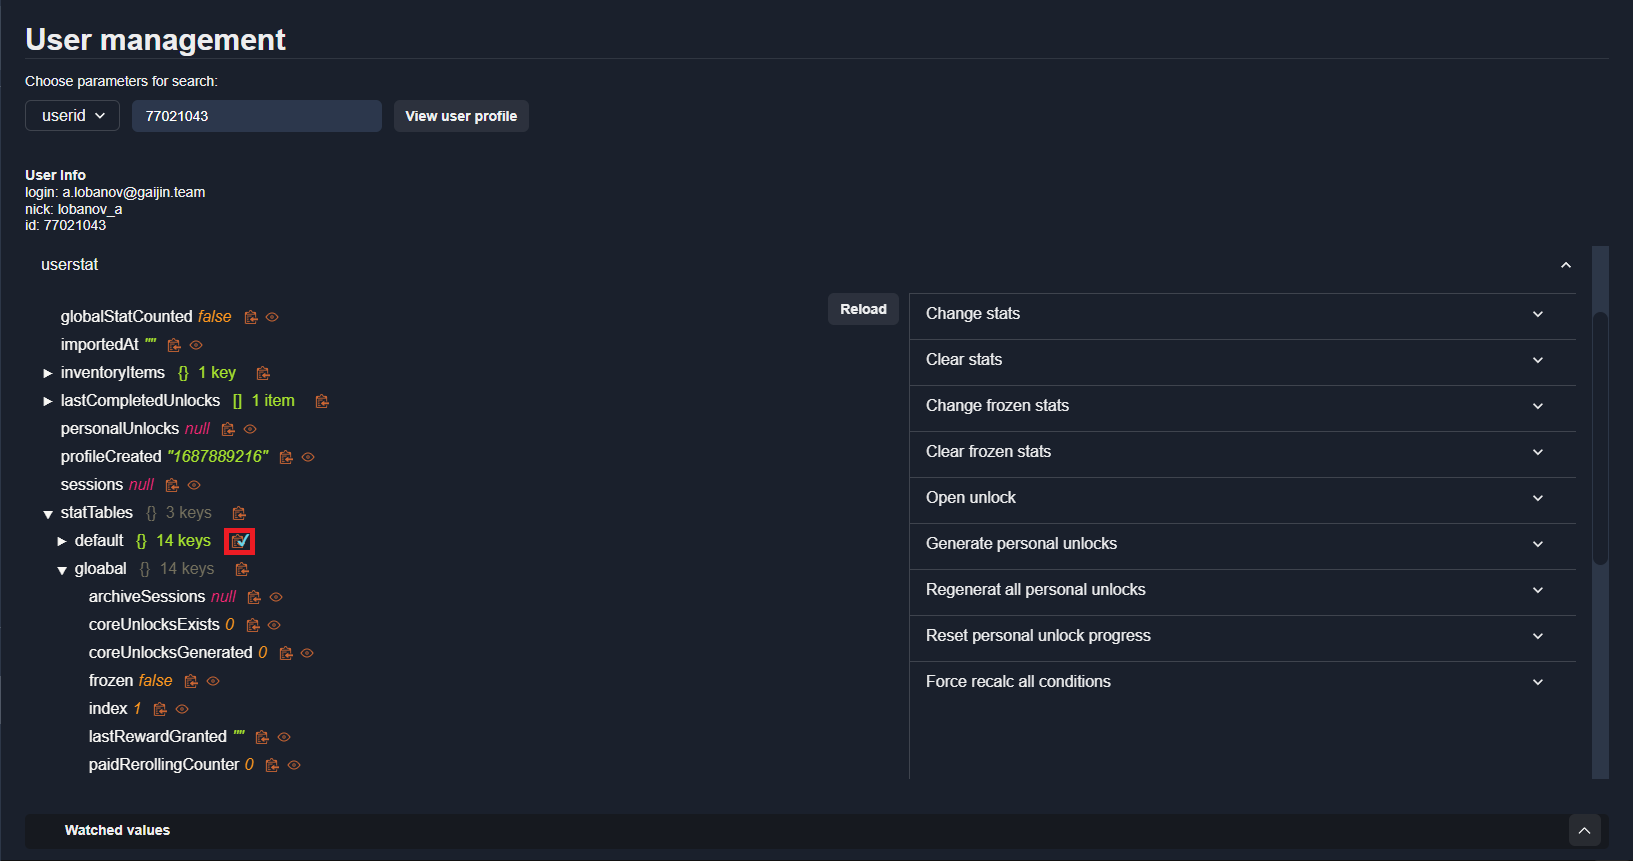 User management
Choose parameters for search:
userid 77021043 View user profile
User Info
login: a.lobanov@gaijin.team
nick: lobanov_a
id: 77021043
userstat
globalStatCounted false
importedAt ""
inventoryItems {} 1 key
lastCompletedUnlocks [] 1 item
personalUnlocks null
profileCreated "1687889216"
sessions null
statTables {} 3 keys
default {} 14 keys
gloabal {} 14 keys
archiveSessions null
coreUnlocksExists 0
coreUnlocksGenerated 0
frozen false
index 1
lastRewardGranted ""
paidRerollingCounter 0
Reload
Change stats
Clear stats
Change frozen stats
Clear frozen stats
Open unlock
Generate personal unlocks
Regenerat all personal unlocks
Reset personal unlock progress
Force recalc all conditions
Watched values